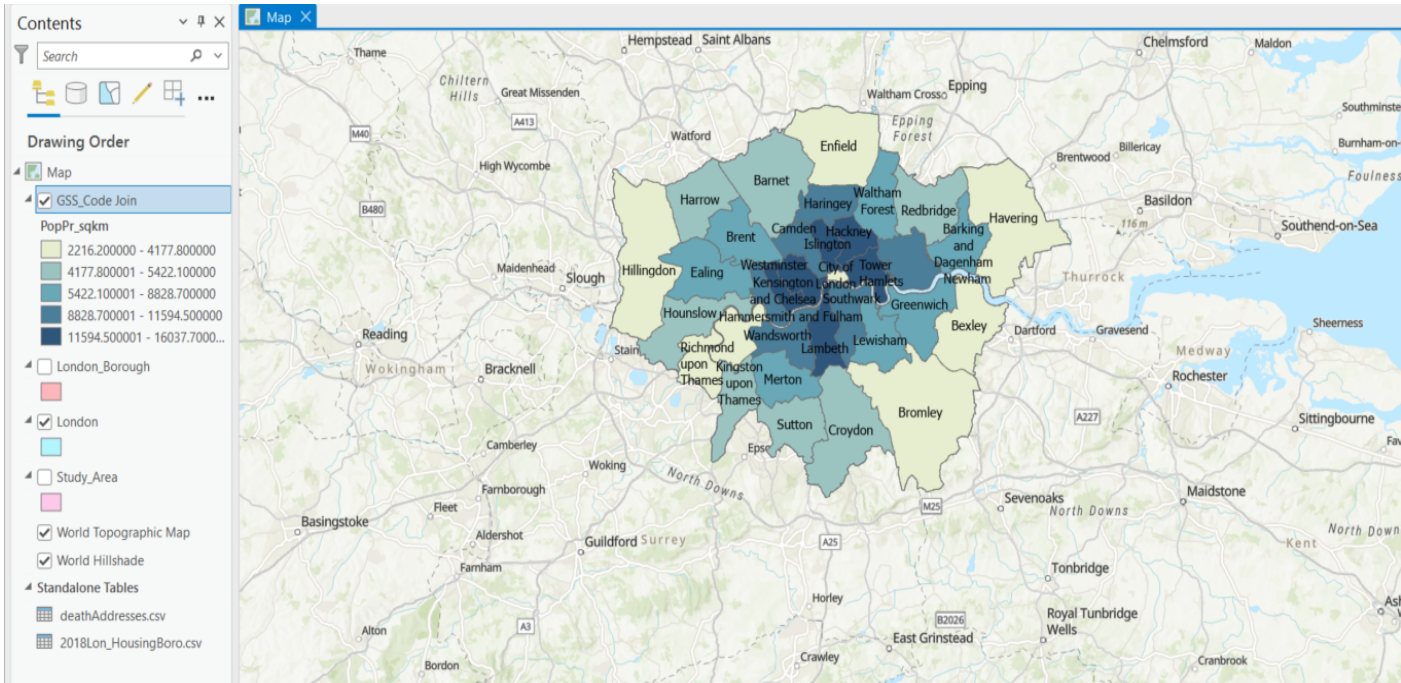 Contents
Map
Search
Drawing Order
Map
GSS_Code Join
PopPr_sqkm
2216.200000 - 4177.800000
4177.800001 - 5422.100000
5422.100001 - 8828.700000
8828.700001 - 11594.500000
11594.500001 - 16037.7000...
London_Borough
London
Study_Area
World Topographic Map
World Hillshade
Standalone Tables
deathAddresses.csv
2018Lon_HousingBoro.csv
Hempstead
Saint Albans
Chelmsford
Maldon
Thame
Chiltern
Hills
Great Missenden
Waltham Cross
Epping
Epping
Forest
Southminste
A413
M40
Watford
High Wycombe
Brentwood
Billericay
Burnham-on-
Foulness
B480
Basildon
116 m
Southend-on-Sea
Enfield
Barnet
Harrow
Haringey
Waltham
Forest
Redbridge
Havering
Camden
Hackney
Islington
Barking
and
Dagenham
Brent
Ealing
Hillingdon
Westminster
City of
London
Tower
Hamlets
Newham
Kensington
and Chelsea
Southwark
Greenwich
Hounslow
Hammersmith and Fulham
Wandsworth
Lambeth
Lewisham
Bexley
Richmond
upon
Thames
Kingston
upon
Thames
Merton
Sutton
Croydon
Bromley
Maidenhead
Slough
Thurrock
Reading
Wokingham
Bracknell
Stain
Dartford
Gravesend
Sheerness
Medway
Rochester
A227
Sittingbourne
Fav
Camberley
Epso
Woking
North Downs
Farnborough
Fleet
Basingstoke
Aldershot
Guildford
Surrey
Farnham
M25
Sevenoaks
North Downs
Maidstone
North Down
Kent
A25
Tonbridge
Horley
Royal Tunbridge
Wells
Ash
Alton
A3
B2026
East Grinstead
Crawley
Cranbrook
Bordon